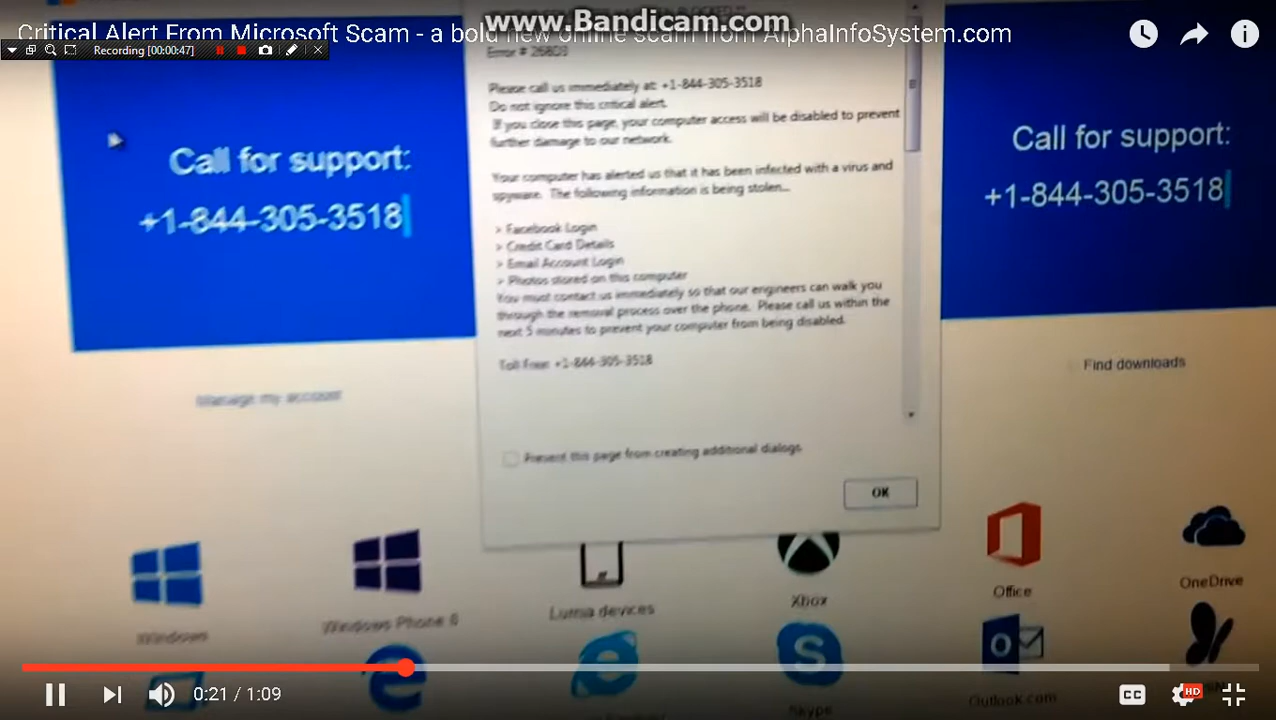 www.Bandicam.com
Critical Alert From Microsoft Scam - a bold new online scam from AlphaInfoSystem.com
Recording [00:00:47]
Error # 268D3
Please call us immediately at: +1-844-305-3518
Do not ignore this critical alert.
If you close this page, your computer access will be disabled to prevent
further damage to our network.
Your computer has alerted us that it has been infected with a virus and
spyware. The following information is being stolen...
> Facebook Login
> Credit Card Details
> Email Account Login
> Photos stored on this computer
You must contact us immediately so that our engineers can walk you
through the removal process over the phone. Please call us within the
next 5 minutes to prevent your computer from being disabled.
Toll Free: +1-844-305-3518
Prevent this page from creating additional dialogs.
OK
Call for support:
+1-844-305-3518
Call for support:
+1-844-305-3518
Manage my account
Find downloads
Windows
Windows Phone 8
Lumia devices
Xbox
Office
OneDrive
Skype
Outlook.com
0:21 / 1:09
CC
HD